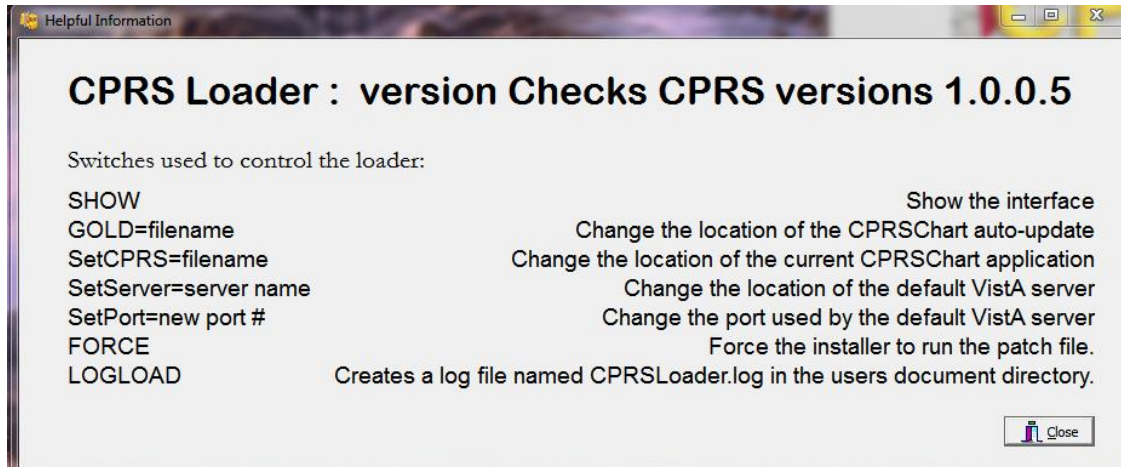 Helpful Information
CPRS Loader : version Checks CPRS versions 1.0.0.5
Switches used to control the loader:
SHOW Show the interface
GOLD=filename Change the location of the CPRSChart auto-update
SetCPRS=filename Change the location of the current CPRSChart application
SetServer=server name Change the location of the default VistA server
SetPort=new port # Change the port used by the default VistA server
FORCE Force the installer to run the patch file.
LOGLOAD Creates a log file named CPRSLoader.log in the users document directory.
Close